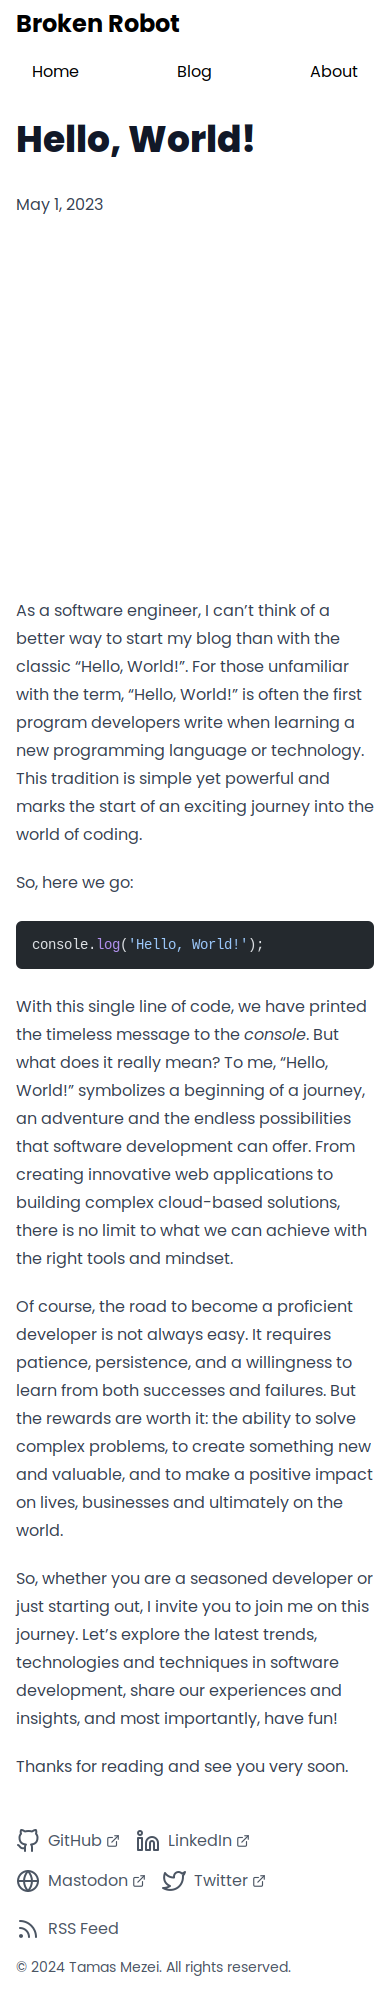 Broken Robot
Home Blog About
Hello, World!
May 1, 2023
As a software engineer, I can’t think of a
better way to start my blog than with the
classic “Hello, World!”. For those unfamiliar
with the term, “Hello, World!” is often the first
program developers write when learning a
new programming language or technology.
This tradition is simple yet powerful and
marks the start of an exciting journey into the
world of coding.
So, here we go:
console.log('Hello, World!');
With this single line of code, we have printed
the timeless message to the console. But
what does it really mean? To me, “Hello,
World!” symbolizes a beginning of a journey,
an adventure and the endless possibilities
that software development can offer. From
creating innovative web applications to
building complex cloud-based solutions,
there is no limit to what we can achieve with
the right tools and mindset.
Of course, the road to become a proficient
developer is not always easy. It requires
patience, persistence, and a willingness to
learn from both successes and failures. But
the rewards are worth it: the ability to solve
complex problems, to create something new
and valuable, and to make a positive impact
on lives, businesses and ultimately on the
world.
So, whether you are a seasoned developer or
just starting out, I invite you to join me on this
journey. Let’s explore the latest trends,
technologies and techniques in software
development, share our experiences and
insights, and most importantly, have fun!
Thanks for reading and see you very soon.
GitHub LinkedIn
Mastodon Twitter
RSS Feed
© 2024 Tamas Mezei. All rights reserved.